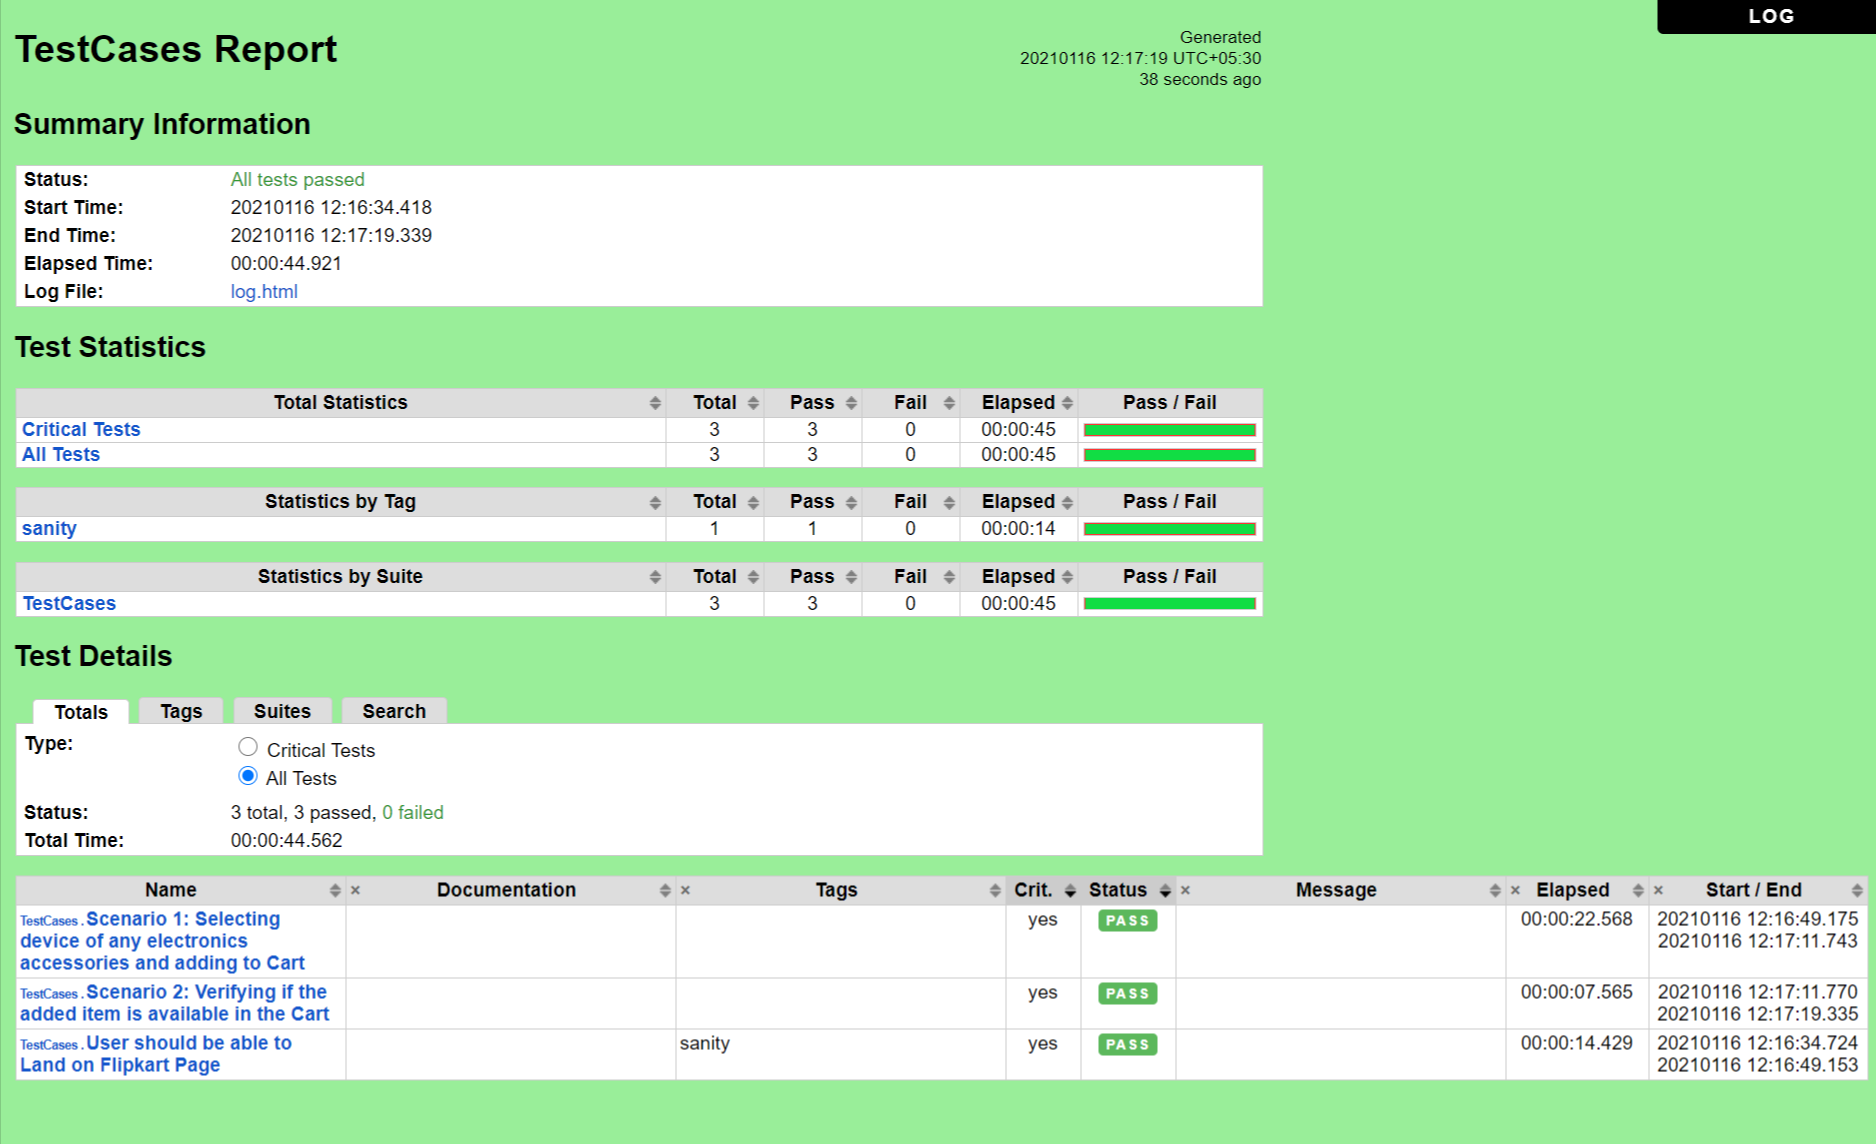 LOG
TestCases Report
Generated
20210116 12:17:19 UTC+05:30
38 seconds ago
Summary Information
Status: All tests passed
Start Time: 20210116 12:16:34.418
End Time: 20210116 12:17:19.339
Elapsed Time: 00:00:44.921
Log File: log.html
Test Statistics
Total Statistics Total Pass Fail Elapsed Pass / Fail
Critical Tests 3 3 0 00:00:45
All Tests 3 3 0 00:00:45
Statistics by Tag Total Pass Fail Elapsed Pass / Fail
sanity 1 1 0 00:00:14
Statistics by Suite Total Pass Fail Elapsed Pass / Fail
TestCases 3 3 0 00:00:45
Test Details
Totals Tags Suites Search
Type: Critical Tests
All Tests
Status: 3 total, 3 passed, 0 failed
Total Time: 00:00:44.562
Name × Documentation × Tags Crit. Status × Message × Elapsed × Start / End
TestCases . Scenario 1: Selecting yes PASS 00:00:22.568 20210116 12:16:49.175
device of any electronics 20210116 12:17:11.743
accessories and adding to Cart
TestCases . Scenario 2: Verifying if the yes PASS 00:00:07.565 20210116 12:17:11.770
added item is available in the Cart 20210116 12:17:19.335
TestCases . User should be able to sanity yes PASS 00:00:14.429 20210116 12:16:34.724
Land on Flipkart Page 20210116 12:16:49.153